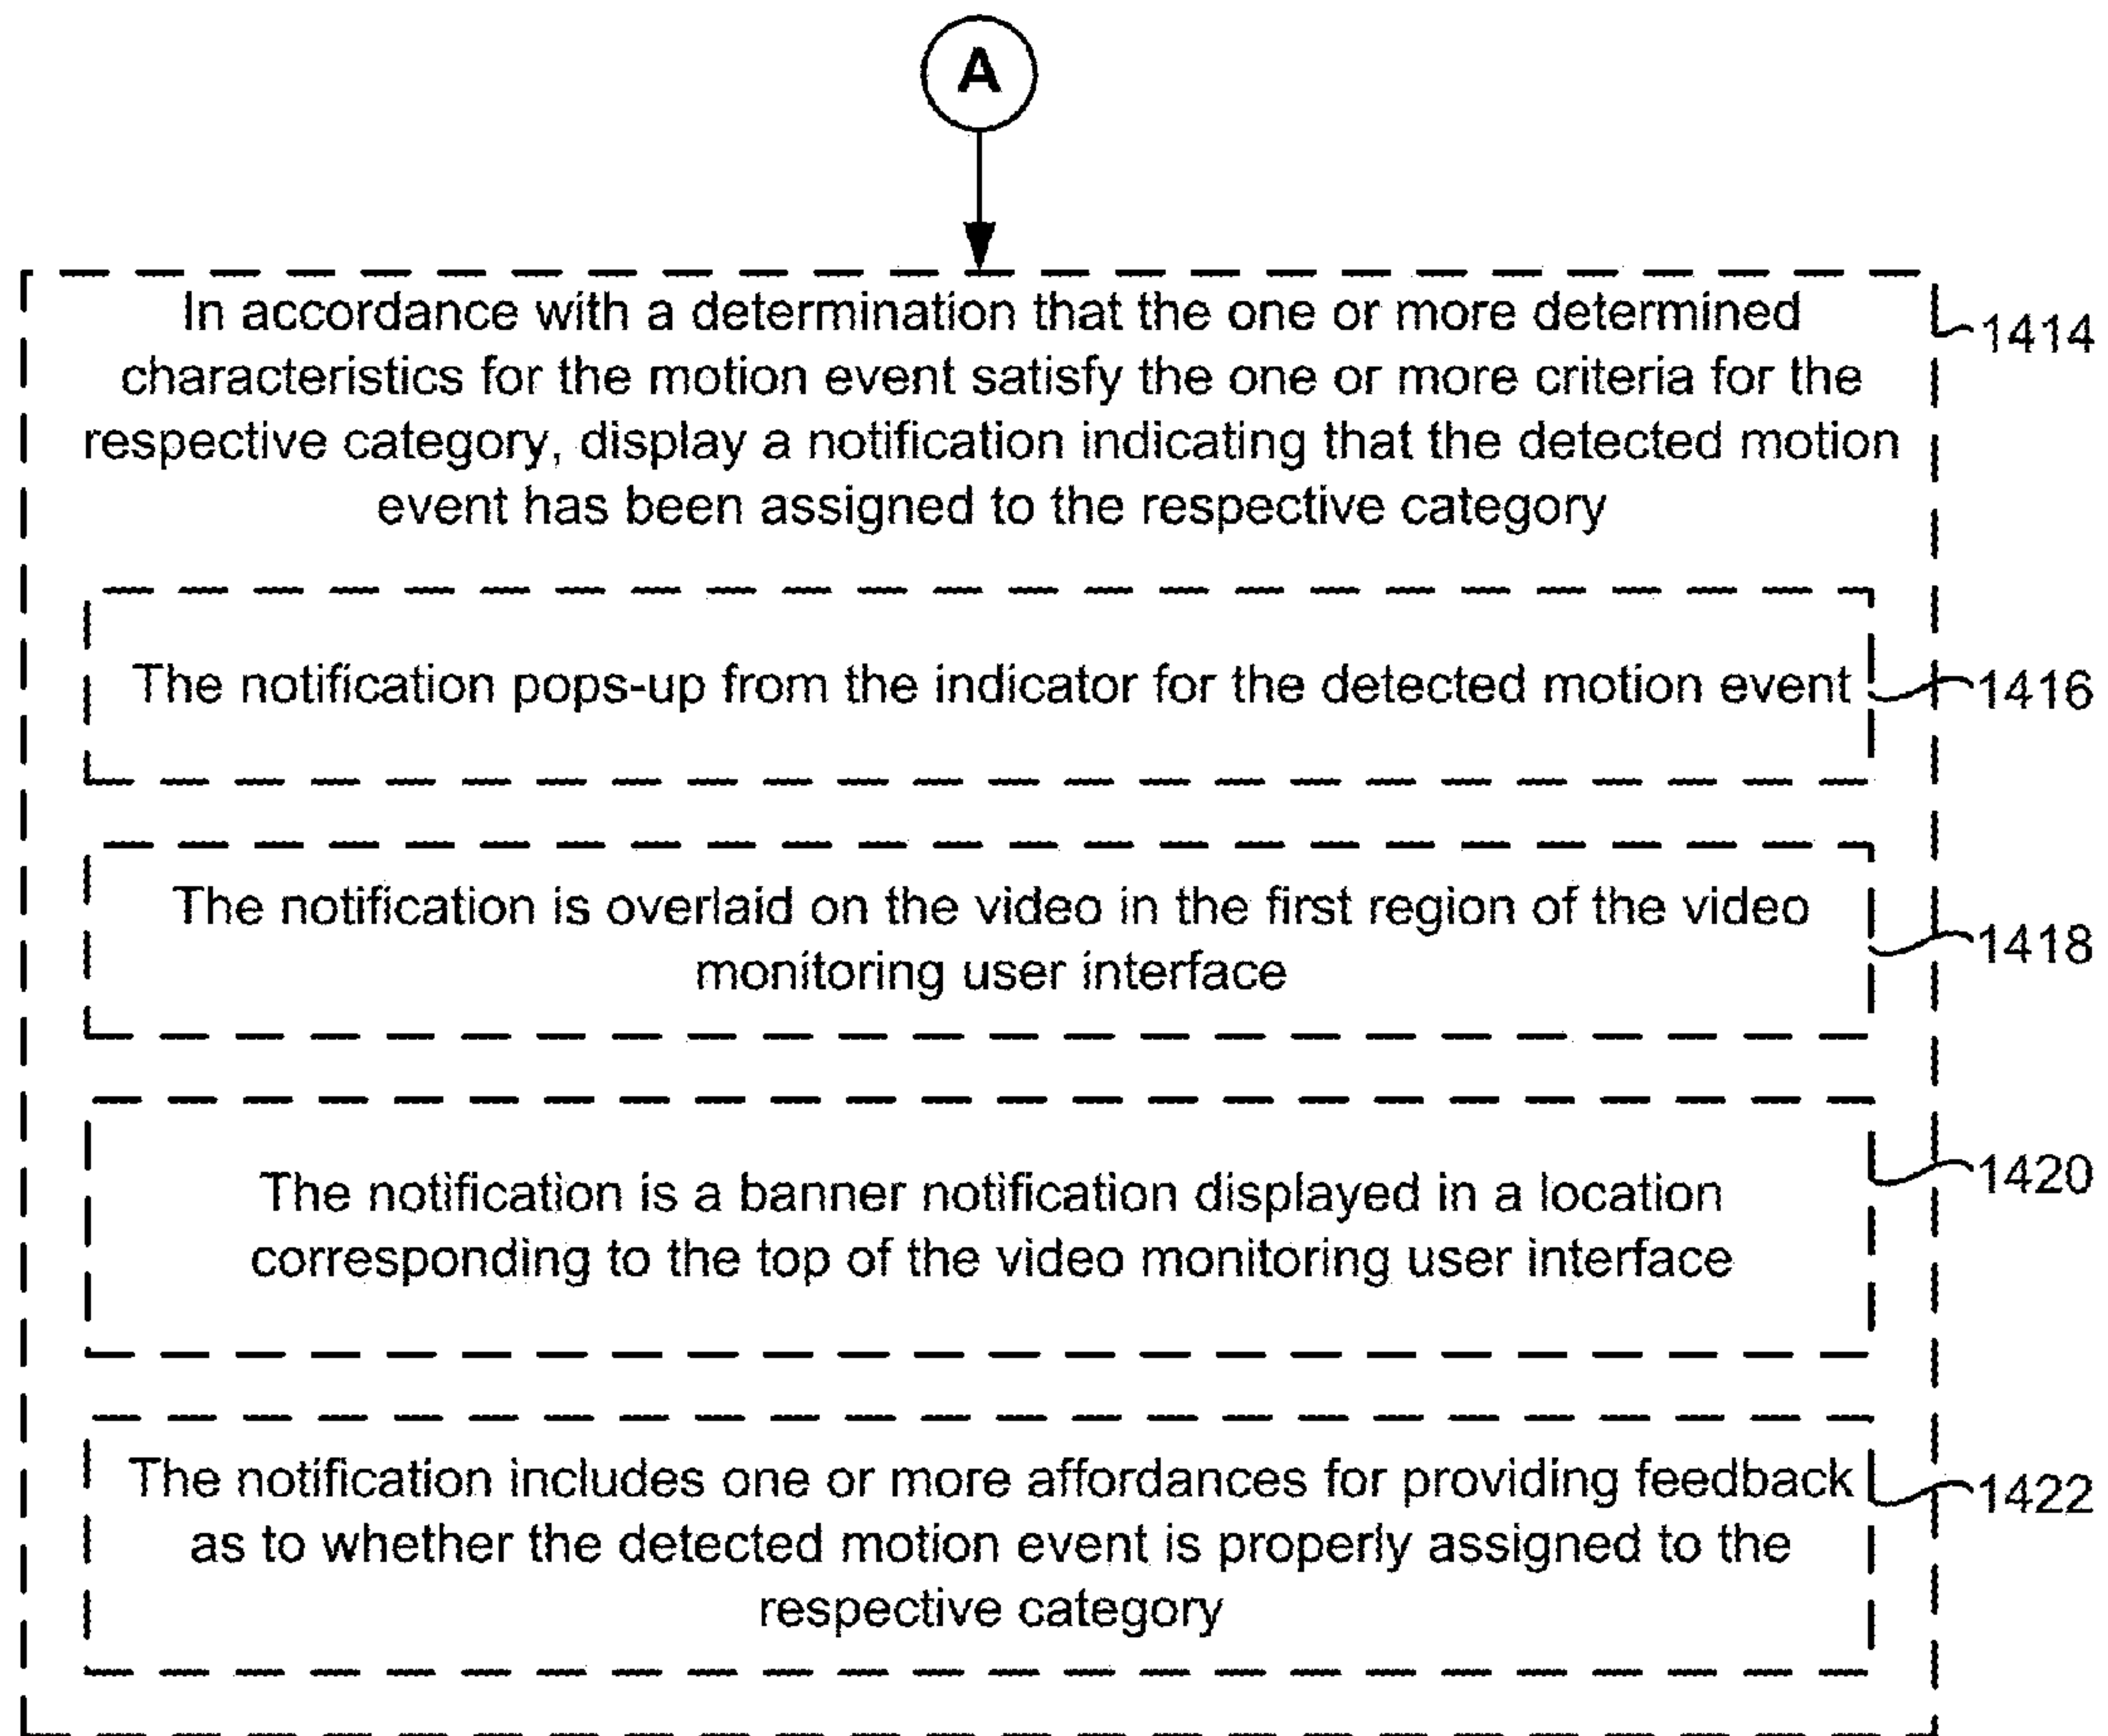 A
In accordance with a determination that the one or more determined
characteristics for the motion event satisfy the one or more criteria for the
respective category, display a notification indicating that the detected motion
event has been assigned to the respective category
1414
The notification pops-up from the indicator for the detected motion event
1416
The notification is overlaid on the video in the first region of the video
monitoring user interface
1418
The notification is a banner notification displayed in a location
corresponding to the top of the video monitoring user interface
1420
The notification includes one or more affordances for providing feedback
as to whether the detected motion event is properly assigned to the
respective category
1422